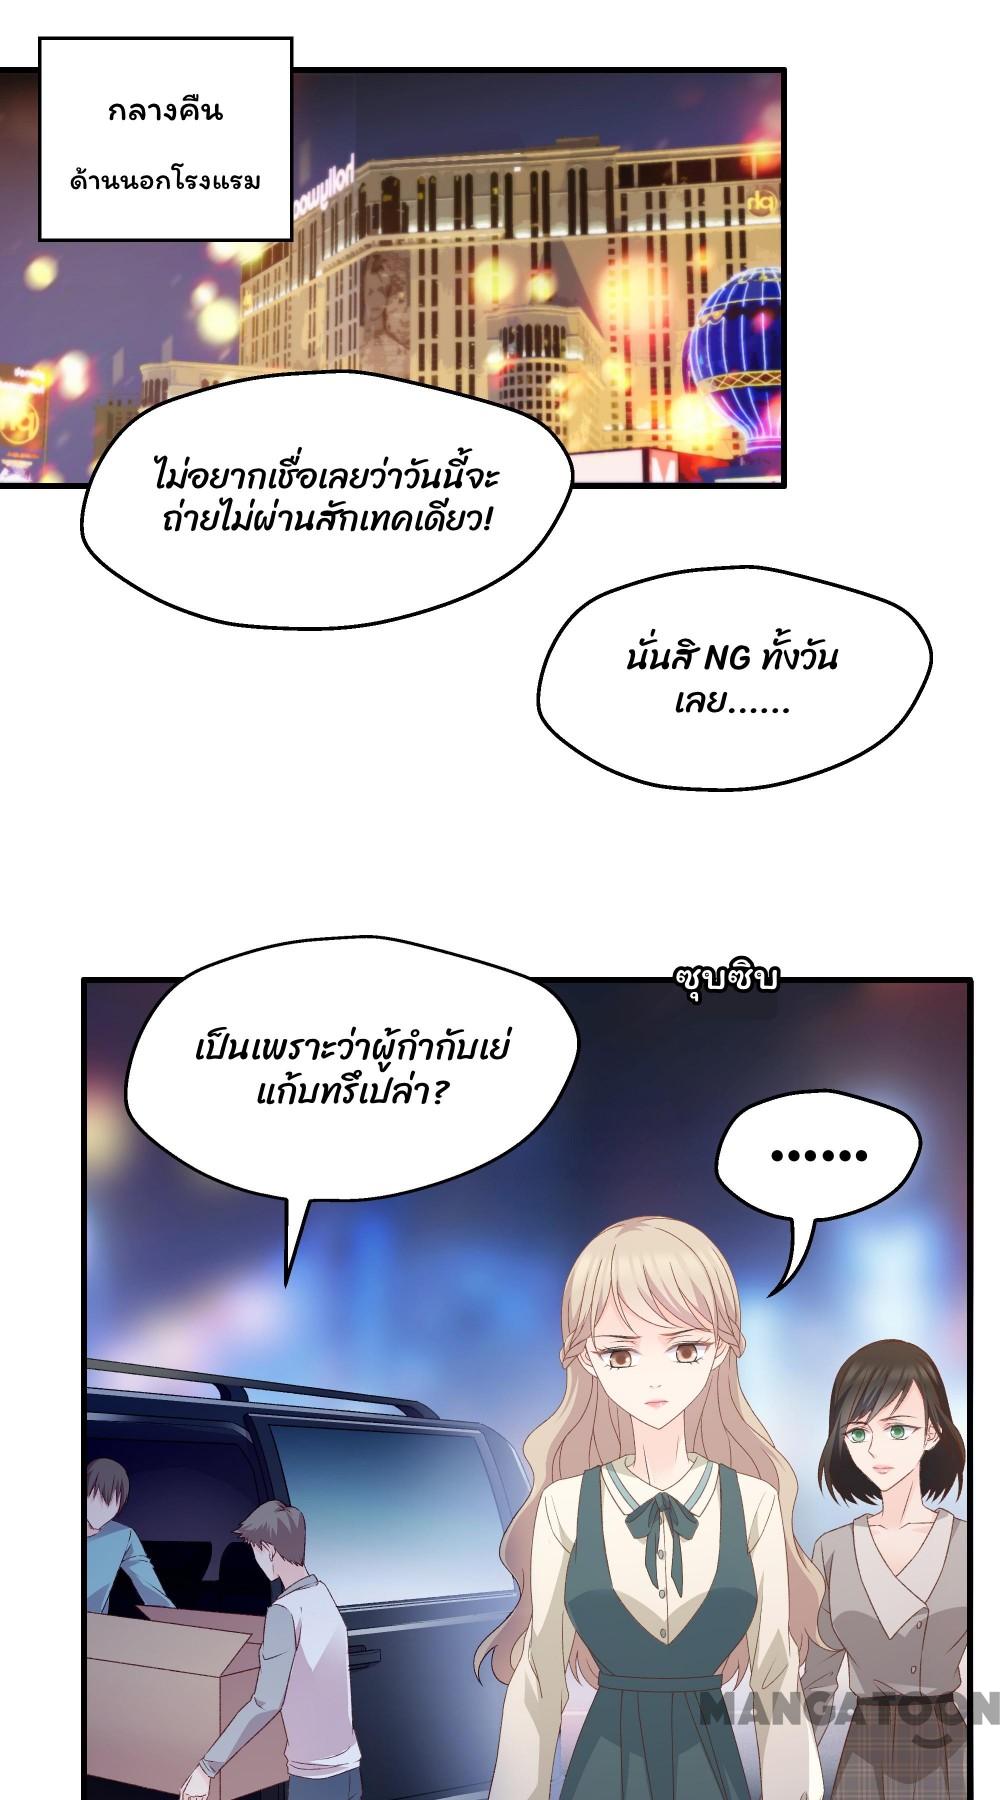 กลางคืน
ด้านนอกโรงแรม
hollywoo
ph
ไม่อยากเชื่อเลยว่าวันนี้จะ
ถ่ายไม่ผ่านสักเทคเดียว!
นั่นสิ NG ทั้งวัน
เลย......
ซุบซิบ
เป็นเพราะว่าผู้กำกับเย่
แก้บทรึเปล่า?
......
MANGATOON